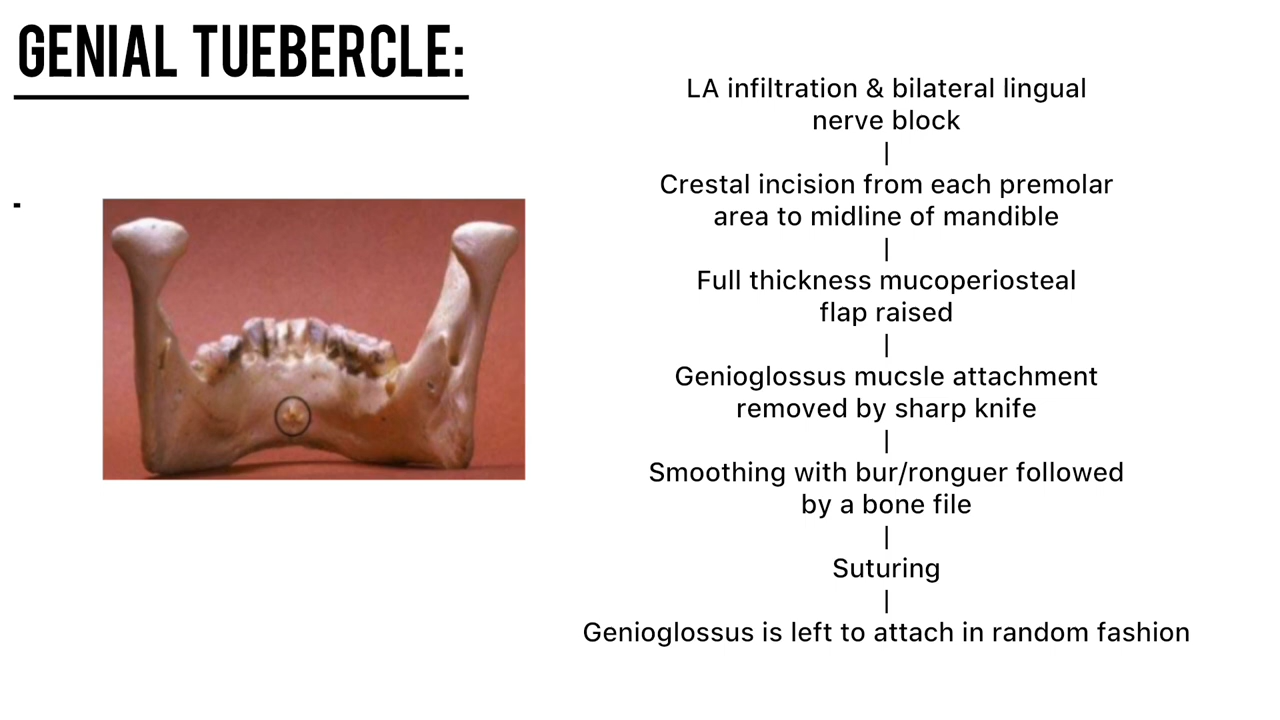 GENIAL TUEBERCLE:
-
LA infiltration & bilateral lingual
nerve block
|
Crestal incision from each premolar
area to midline of mandible
|
Full thickness mucoperiosteal
flap raised
|
Genioglossus mucsle attachment
removed by sharp knife
|
Smoothing with bur/ronguer followed
by a bone file
|
Suturing
|
Genioglossus is left to attach in random fashion